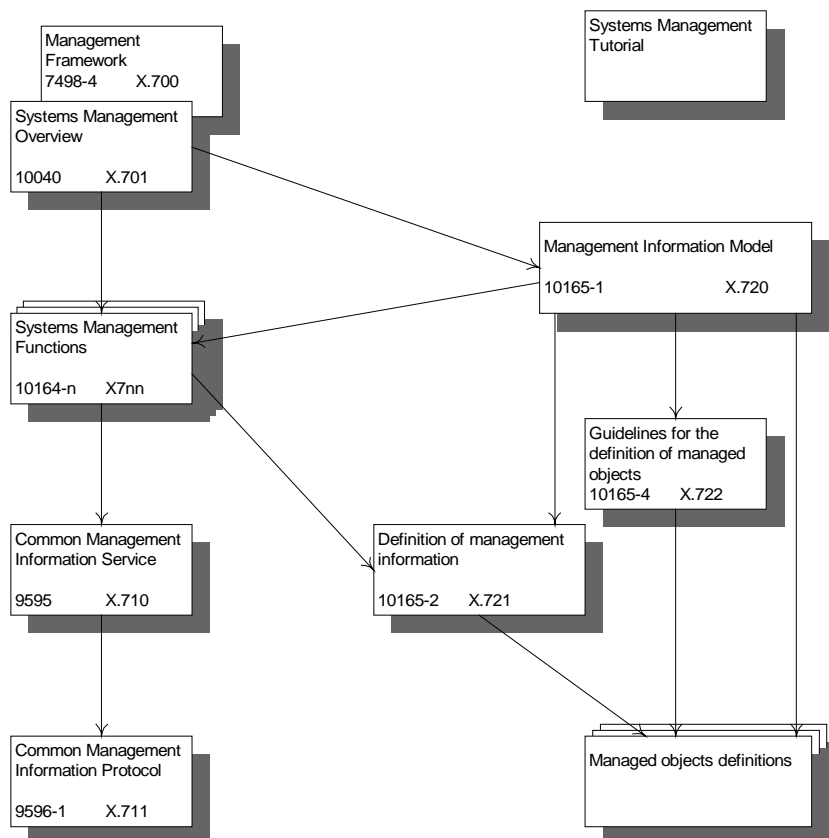 Management
Framework
7498-4 X.700
Systems Management
Tutorial
Systems Management
Overview
10040 X.701
Management Information Model
10165-1 X.720
Systems Management
Functions
10164-n X7nn
Guidelines for the
definition of managed
objects
10165-4 X.722
Common Management
Information Service
9595 X.710
Definition of management
information
10165-2 X.721
Common Management
Information Protocol
9596-1 X.711
Managed objects definitions